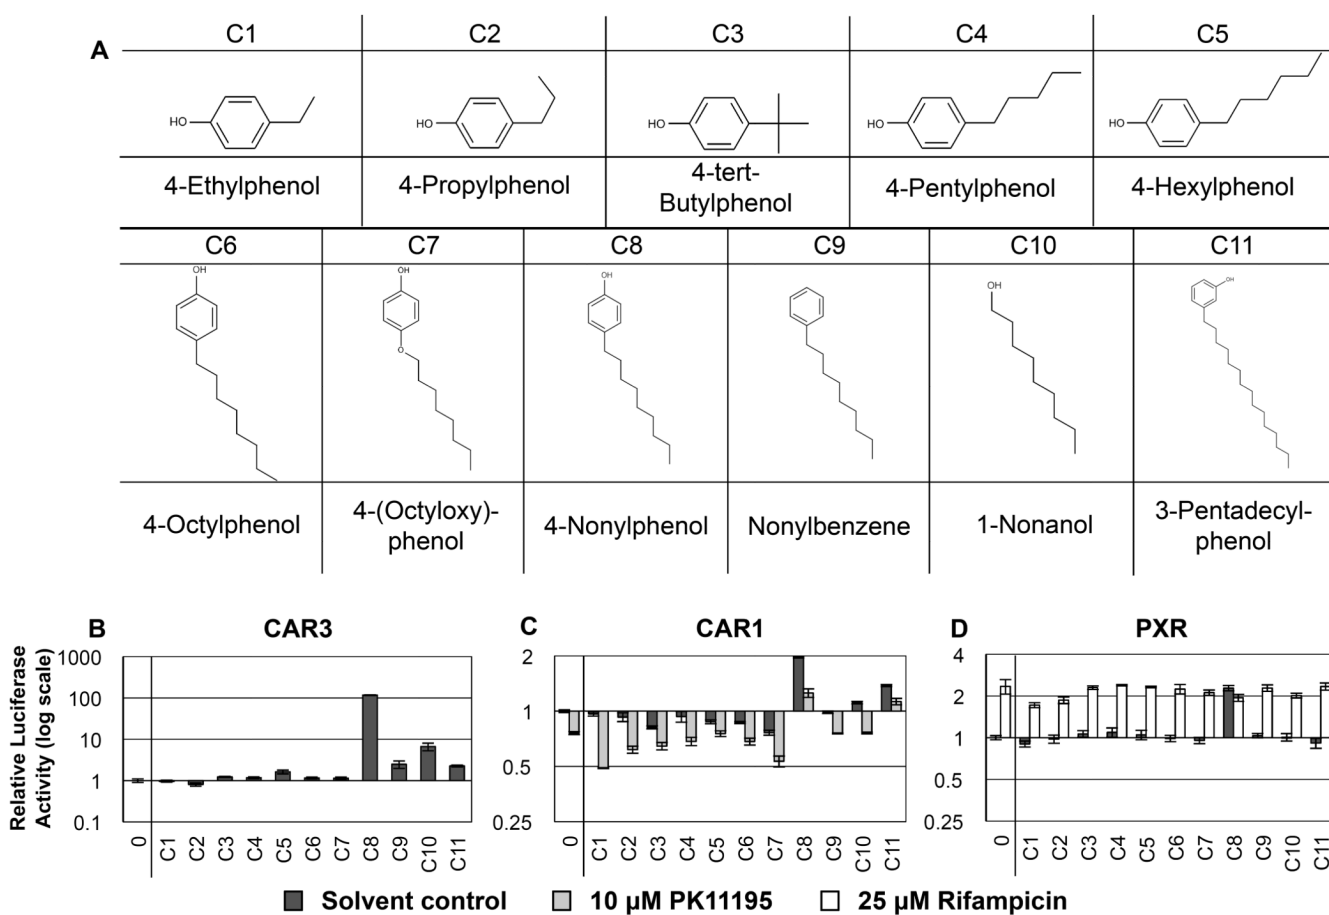 A
C1 C2 C3 C4 C5
HO HO HO HO HO
4-Ethylphenol 4-Propylphenol 4-tert- 4-Pentylphenol 4-Hexylphenol
Butylphenol
C6 C7 C8 C9 C10 C11
OH OH OH OH OH
O
4-Octylphenol 4-(Octyloxy)- 4-Nonylphenol Nonylbenzene 1-Nonanol 3-Pentadecyl-
phenol phenol
B CAR3 C CAR1 D PXR
Relative Luciferase
Activity (log scale)
1000
100
10
1
0.1
0 C1 C2 C3 C4 C5 C6 C7 C8 C9 C10 C11
2
1
0.5
0.25
0 C1 C2 C3 C4 C5 C6 C7 C8 C9 C10 C11
4
2
1
0.5
0.25
0 C1 C2 C3 C4 C5 C6 C7 C8 C9 C10 C11
Solvent control 10 µM PK11195 25 µM Rifampicin